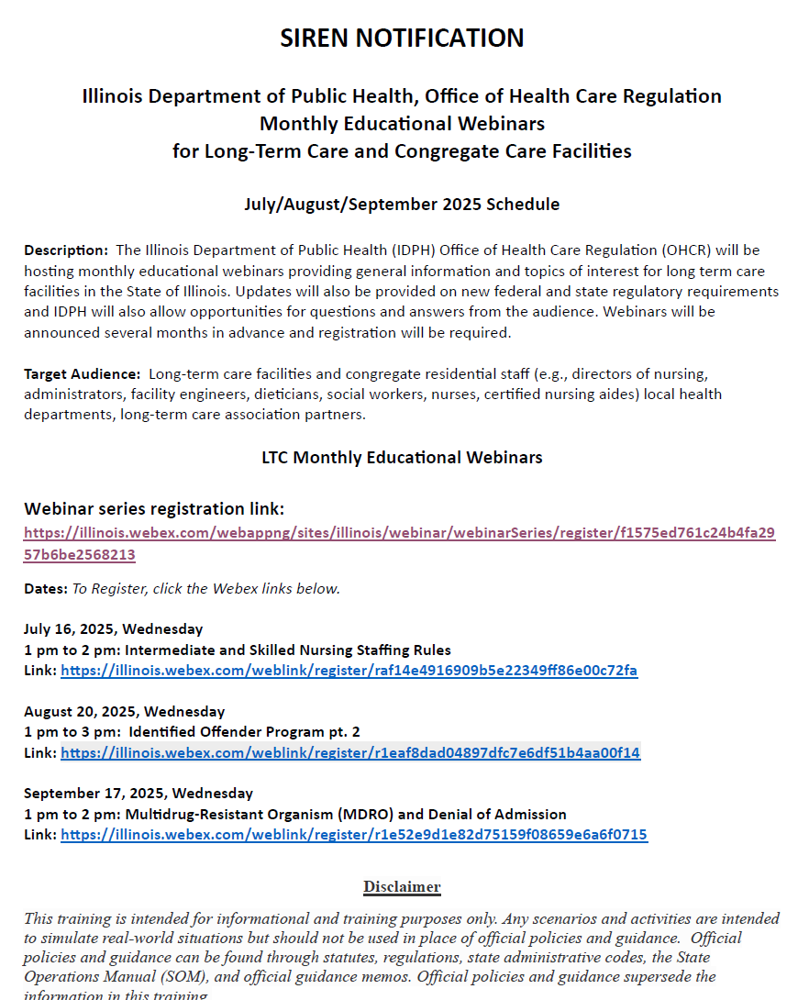 SIREN NOTIFICATION
Illinois Department of Public Health, Office of Health Care Regulation
Monthly Educational Webinars
for Long-Term Care and Congregate Care Facilities
July/August/September 2025 Schedule
Description:  The Illinois Department of Public Health (IDPH) Office of Health Care Regulation (OHCR) will be
hosting monthly educational webinars providing general information and topics of interest for long term care
facilities in the State of Illinois. Updates will also be provided on new federal and state regulatory requirements
and IDPH will also allow opportunities for questions and answers from the audience. Webinars will be
announced several months in advance and registration will be required.
Target Audience:  Long-term care facilities and congregate residential staff (e.g., directors of nursing,
administrators, facility engineers, dieticians, social workers, nurses, certified nursing aides) local health
departments, long-term care association partners.
LTC Monthly Educational Webinars
Webinar series registration link:
https://illinois.webex.com/webappng/sites/illinois/webinar/webinarSeries/register/f1575ed761c24b4fa29
57b6be2568213
Dates: To Register, click the Webex links below.
July 16, 2025, Wednesday
1 pm to 2 pm: Intermediate and Skilled Nursing Staffing Rules
Link: https://illinois.webex.com/weblink/register/raf14e4916909b5e22349ff86e00c72fa
August 20, 2025, Wednesday
1 pm to 3 pm:  Identified Offender Program pt. 2
Link: https://illinois.webex.com/weblink/register/r1eaf8dad04897dfc7e6df51b4aa00f14
September 17, 2025, Wednesday
1 pm to 2 pm: Multidrug-Resistant Organism (MDRO) and Denial of Admission
Link: https://illinois.webex.com/weblink/register/r1e52e9d1e82d75159f08659e6a6f0715
Disclaimer
This training is intended for informational and training purposes only. Any scenarios and activities are intended
to simulate real-world situations but should not be used in place of official policies and guidance.  Official
policies and guidance can be found through statutes, regulations, state administrative codes, the State
Operations Manual (SOM), and official guidance memos. Official policies and guidance supersede the
information in this training.